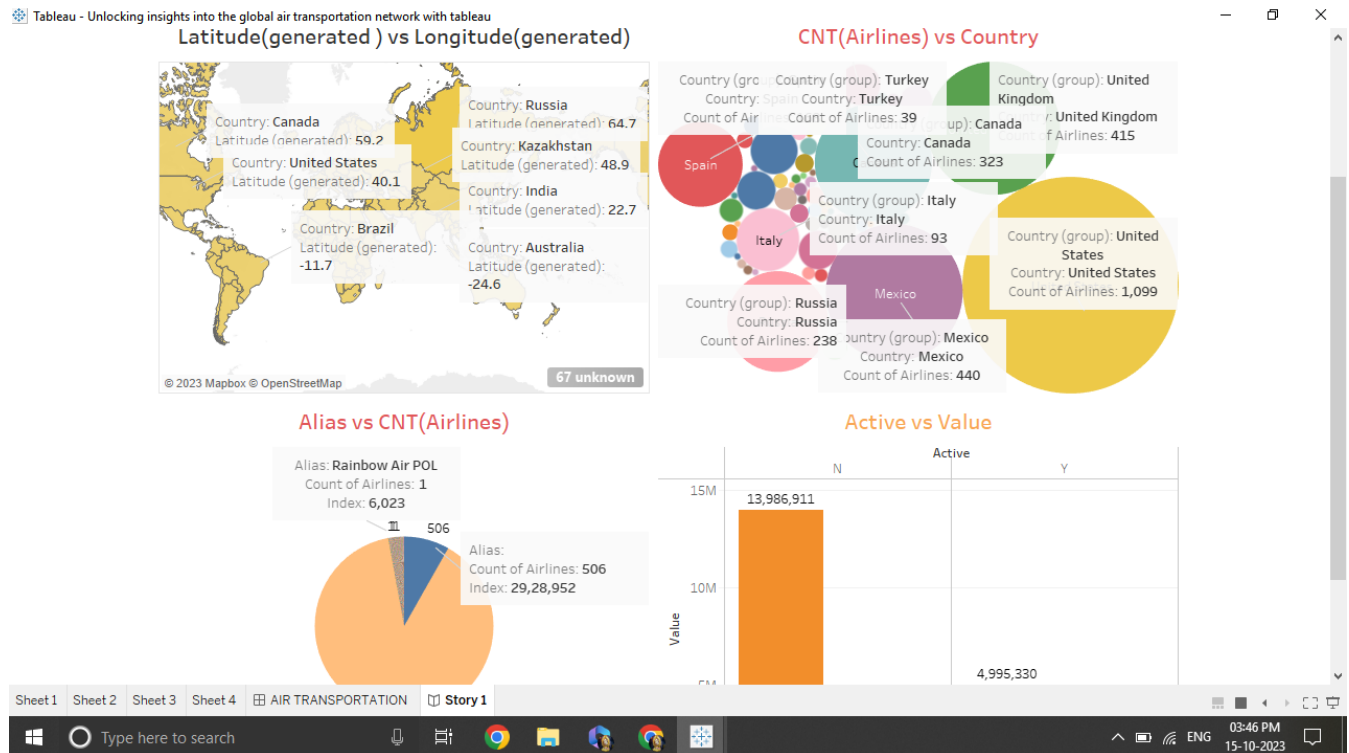 Tableau - Unlocking insights into the global air transportation network with tableau
Latitude(generated ) vs Longitude(generated)
Country: Canada
Latitude (generated): 59.2
Country: United States
Latitude (generated): 40.1
Country: Russia
Latitude (generated): 64.7
Country: Kazakhstan
Latitude (generated): 48.9
Country: India
Latitude (generated): 22.7
Country: Brazil
Latitude (generated):
-11.7
Country: Australia
Latitude (generated):
-24.6
© 2023 Mapbox © OpenStreetMap
67 unknown
CNT(Airlines) vs Country
Country: Spain
Spain
Country (group): Turkey
Country: Turkey
Count of Airlines: 39
Country (group): United
Kingdom
Country: United Kingdom
Count of Airlines: 415
Country (group): Canada
Country: Canada
Count of Airlines: 323
Country (group): Italy
Country: Italy
Count of Airlines: 93
Italy
Country (group): United
States
Country: United States
Count of Airlines: 1,099
Mexico
Country (group): Russia
Country: Russia
Count of Airlines: 238
Country (group): Mexico
Country: Mexico
Count of Airlines: 440
Alias vs CNT(Airlines)
Alias: Rainbow Air POL
Count of Airlines: 1
Index: 6,023
506
Alias:
Count of Airlines: 506
Index: 29,28,952
Active vs Value
Active
N Y
15M
13,986,911
10M
Value
4,995,330
5M
Sheet 1 Sheet 2 Sheet 3 Sheet 4 AIR TRANSPORTATION Story 1
Type here to search
ENG
03:46 PM
15-10-2023